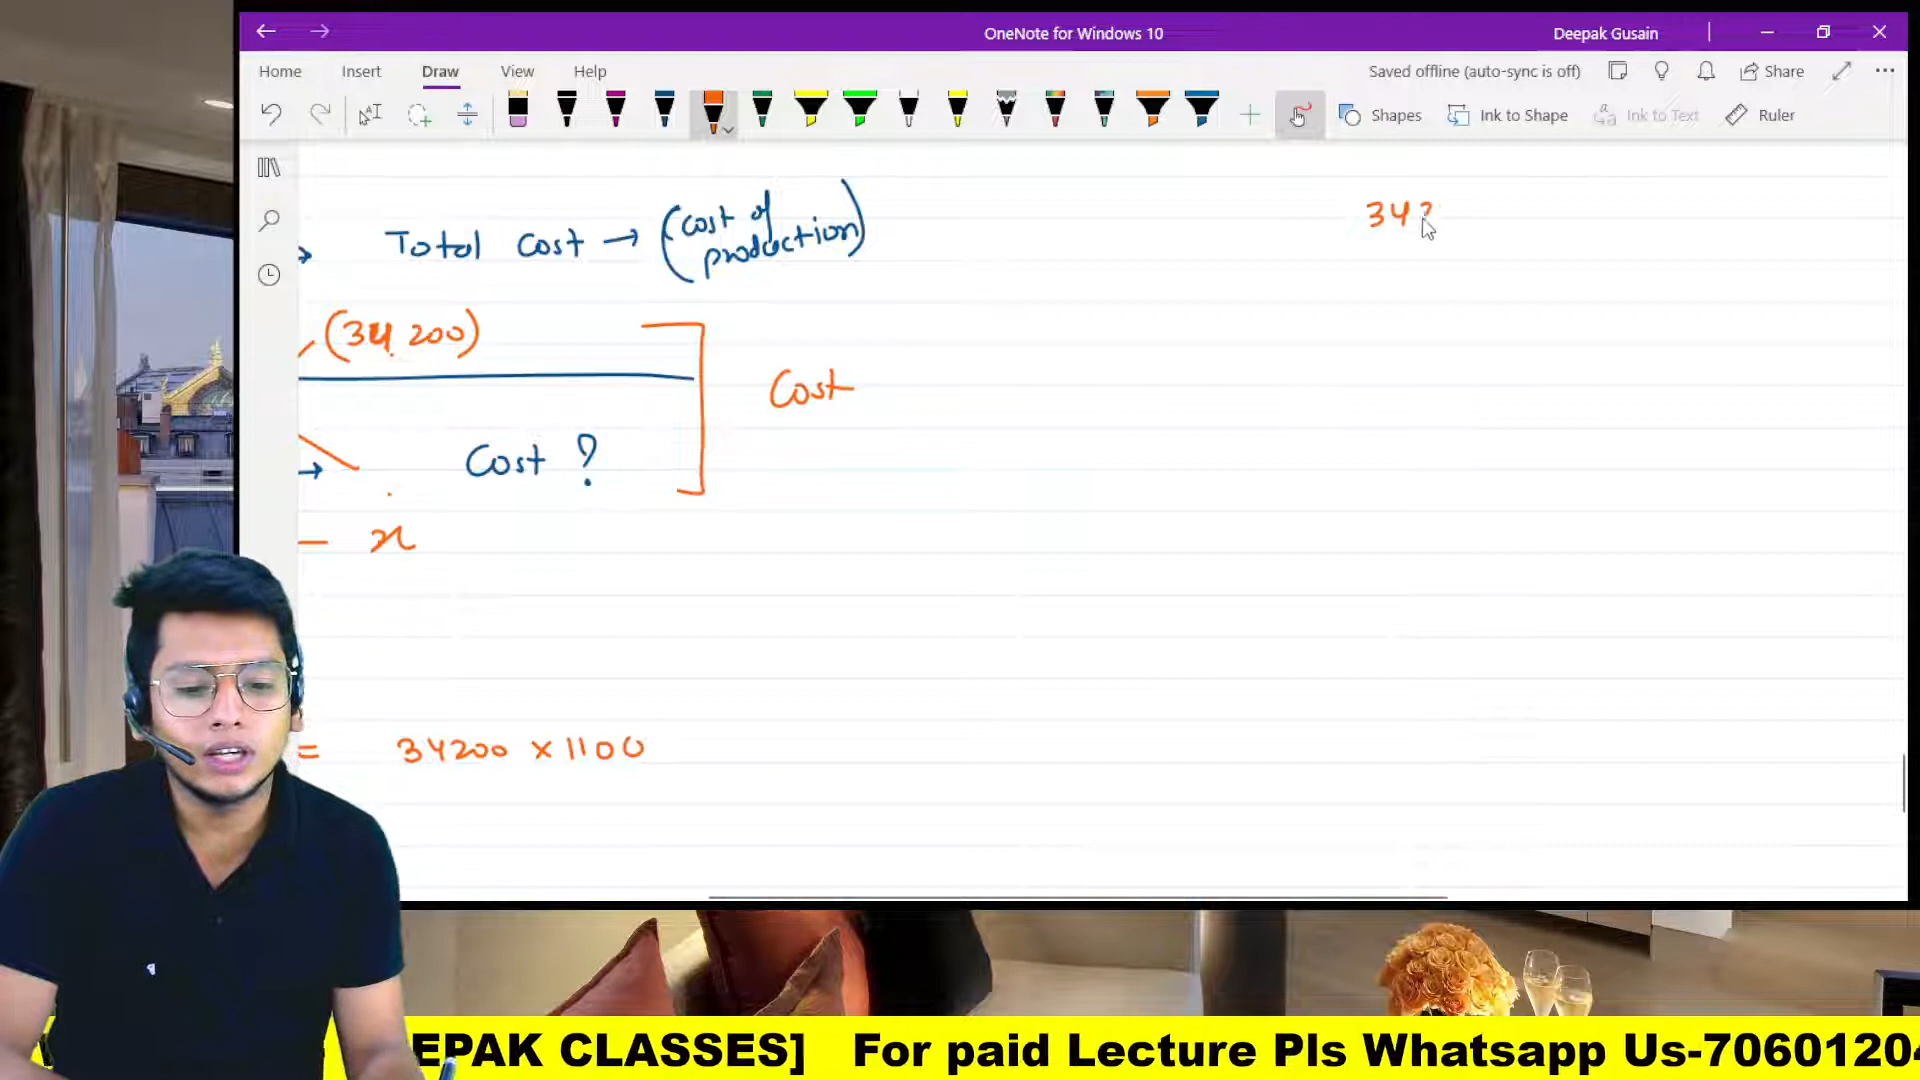 OneNote for Windows 10
Deepak Gusain
Home Insert Draw View Help
Saved offline (auto-sync is off)
Share
Shapes
Ink to Shape
Ink to Text
Ruler
Total Cost → (Cost of
production)
342
(34,200)
Cost
Cost ?
— x
= 34200 × 1100
EPAK CLASSES] For paid Lecture Pls Whatsapp Us-7060120